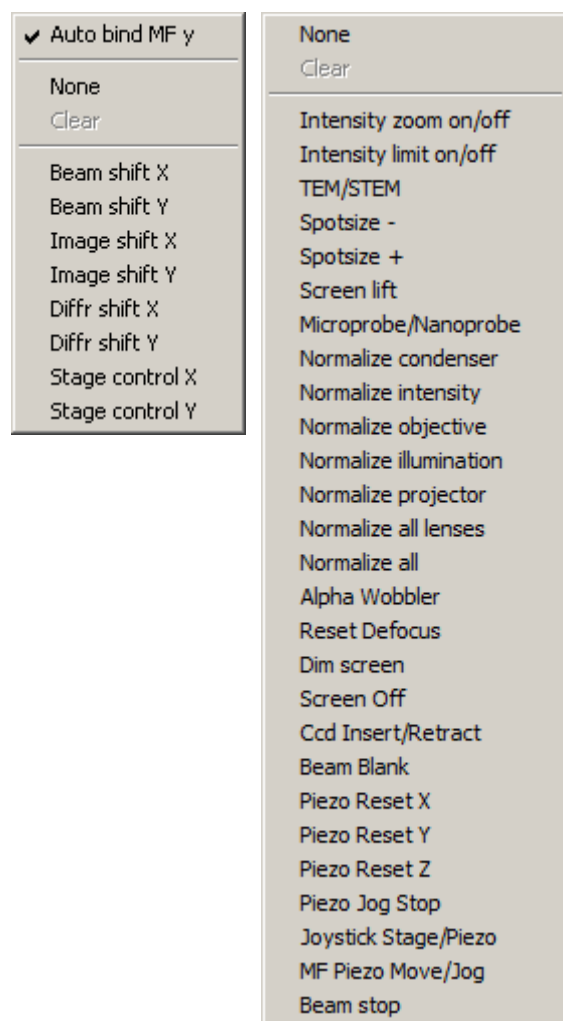 Auto bind MF y
None
Clear
Beam shift X
Beam shift Y
Image shift X
Image shift Y
Diffr shift X
Diffr shift Y
Stage control X
Stage control Y
None
Clear
Intensity zoom on/off
Intensity limit on/off
TEM/STEM
Spotsize -
Spotsize +
Screen lift
Microprobe/Nanoprobe
Normalize condenser
Normalize intensity
Normalize objective
Normalize illumination
Normalize projector
Normalize all lenses
Normalize all
Alpha Wobbler
Reset Defocus
Dim screen
Screen Off
Ccd Insert/Retract
Beam Blank
Piezo Reset X
Piezo Reset Y
Piezo Reset Z
Piezo Jog Stop
Joystick Stage/Piezo
MF Piezo Move/Jog
Beam stop